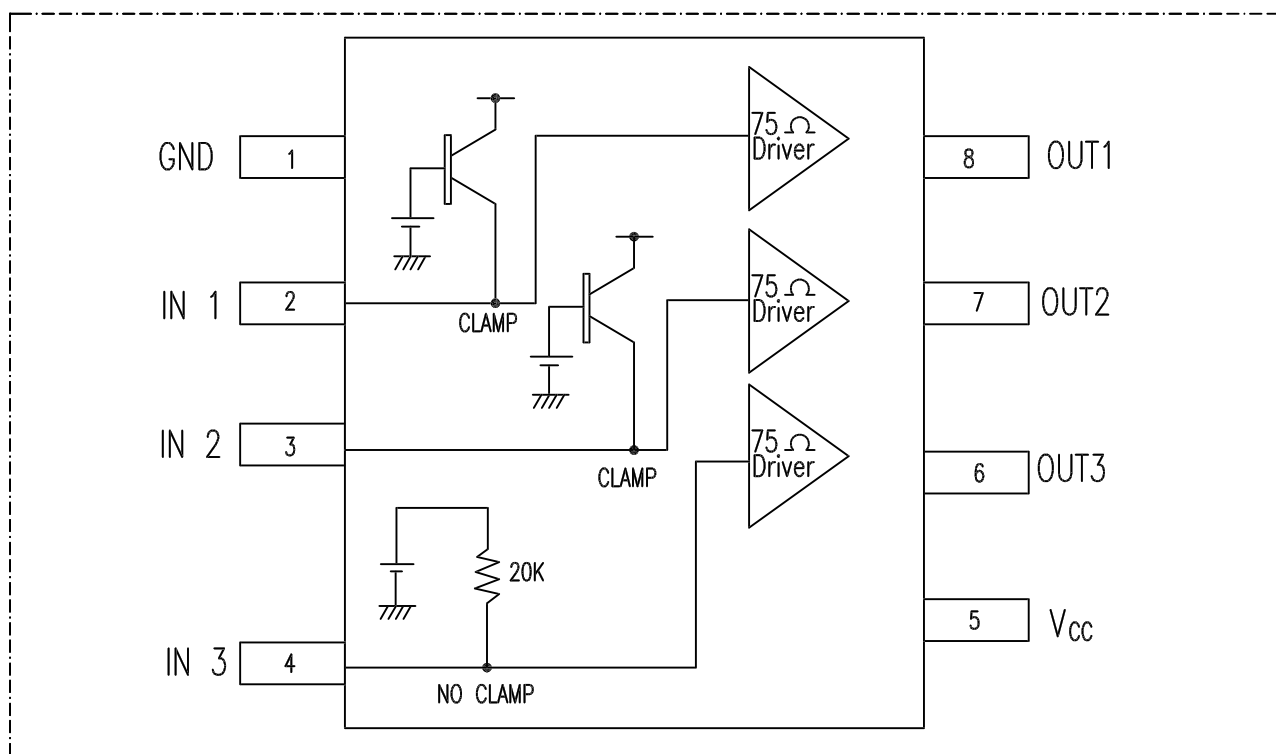 GND 1
IN 1 2
IN 2 3
IN 3 4
CLAMP
CLAMP
20K
NO CLAMP
75 Ω
Driver
75 Ω
Driver
75 Ω
Driver
8 OUT1
7 OUT2
6 OUT3
5 VCC